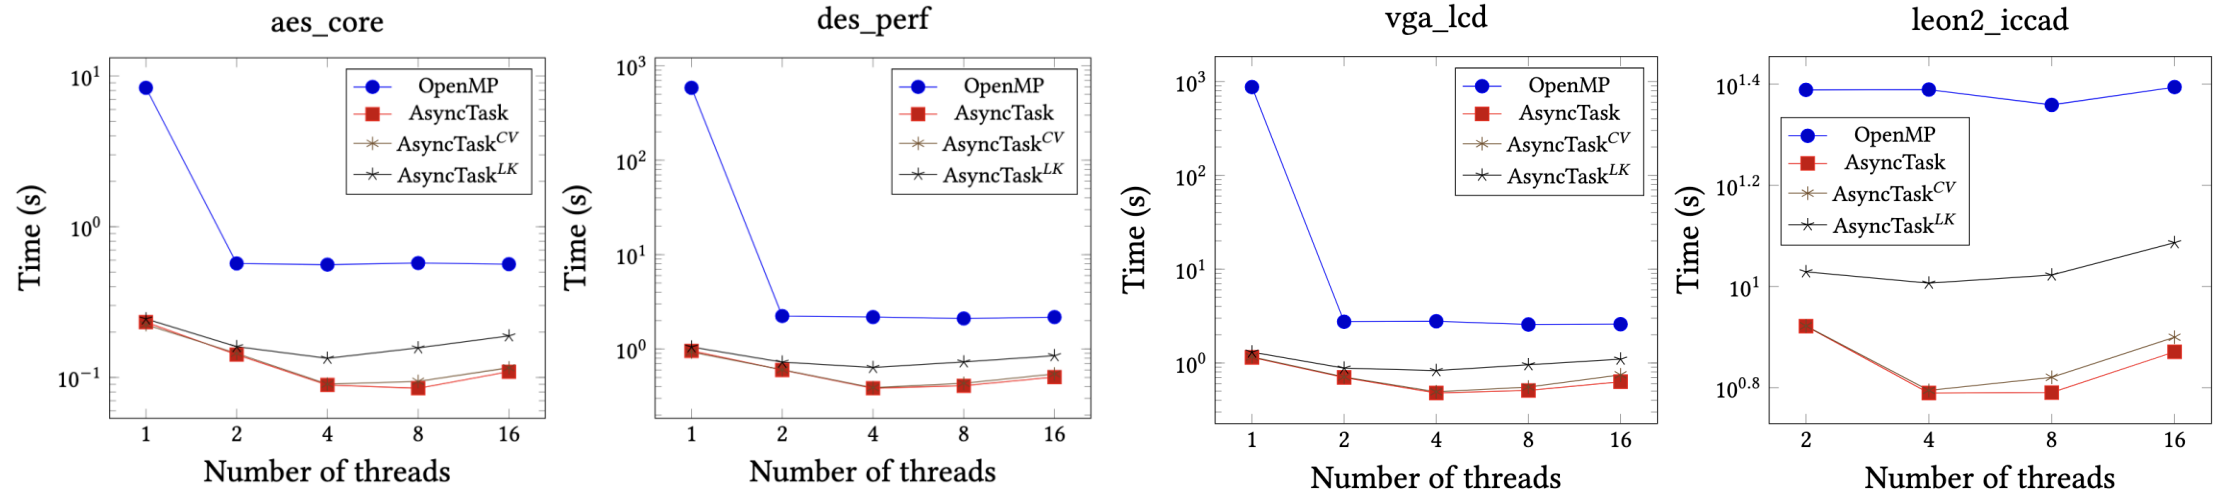 aes_core
Time (s)
10^1
10^0
10^−1
OpenMP
AsyncTask
AsyncTask^CV
AsyncTask^LK
1 2 4 8 16
Number of threads
des_perf
Time (s)
10^3
10^2
10^1
10^0
OpenMP
AsyncTask
AsyncTask^CV
AsyncTask^LK
1 2 4 8 16
Number of threads
vga_lcd
Time (s)
10^3
10^2
10^1
10^0
OpenMP
AsyncTask
AsyncTask^CV
AsyncTask^LK
1 2 4 8 16
Number of threads
leon2_iccad
Time (s)
10^1.4
10^1.2
10^1
10^0.8
OpenMP
AsyncTask
AsyncTask^CV
AsyncTask^LK
2 4 8 16
Number of threads